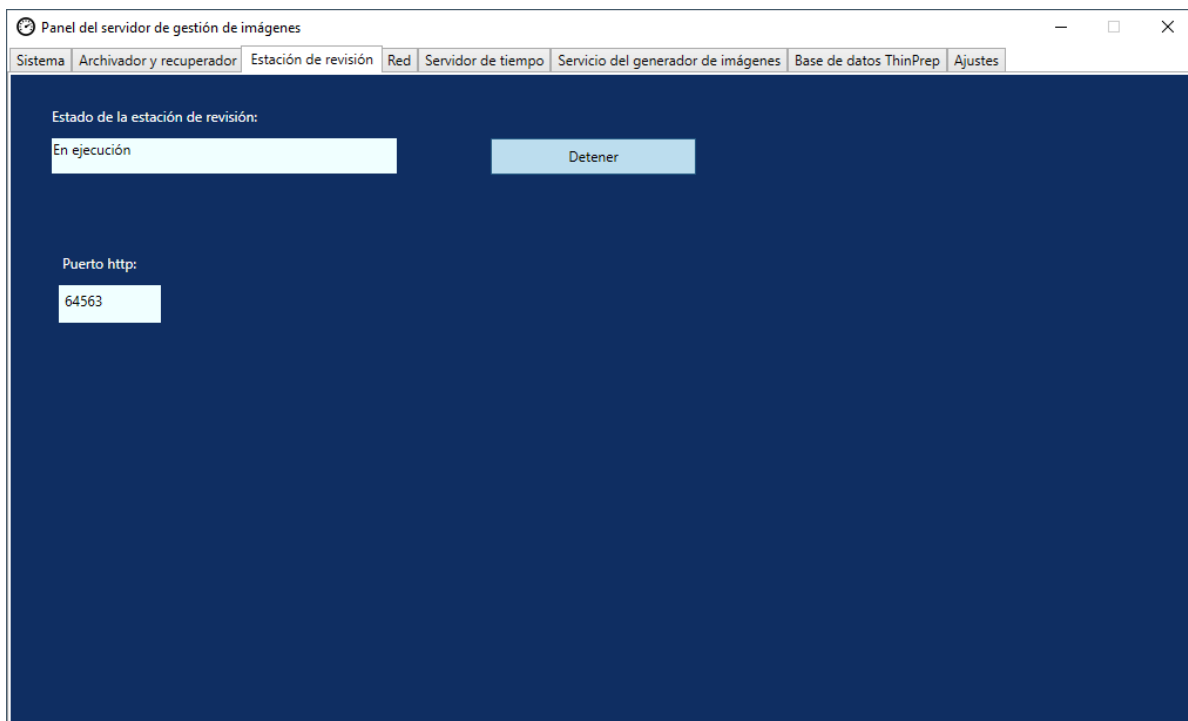 Panel del servidor de gestión de imágenes
Sistema Archivador y recuperador Estación de revisión Red Servidor de tiempo Servicio del generador de imágenes Base de datos ThinPrep Ajustes
Estado de la estación de revisión:
En ejecución Detener
Puerto http:
64563